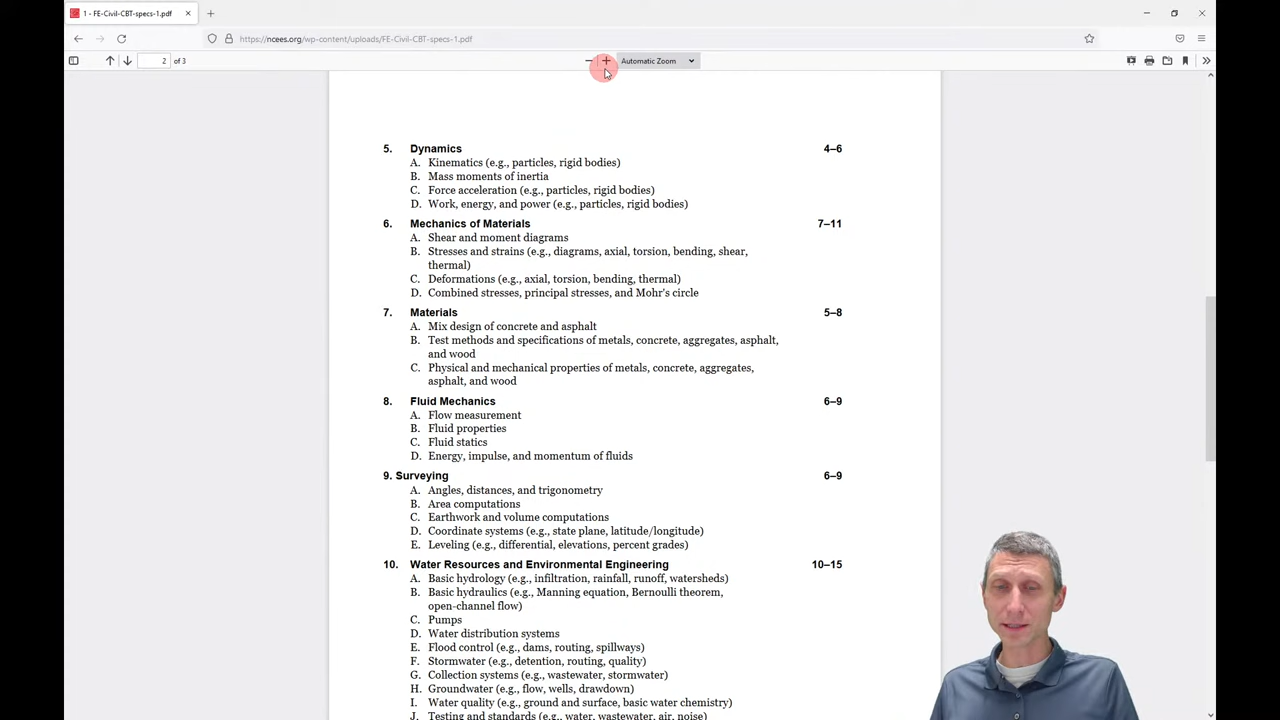 1 - FE-Civil-CBT-specs-1.pdf
https://ncees.org/wp-content/uploads/FE-Civil-CBT-specs-1.pdf
2 of 3
Automatic Zoom
5. Dynamics 4–6
A. Kinematics (e.g., particles, rigid bodies)
B. Mass moments of inertia
C. Force acceleration (e.g., particles, rigid bodies)
D. Work, energy, and power (e.g., particles, rigid bodies)
6. Mechanics of Materials 7–11
A. Shear and moment diagrams
B. Stresses and strains (e.g., diagrams, axial, torsion, bending, shear,
thermal)
C. Deformations (e.g., axial, torsion, bending, thermal)
D. Combined stresses, principal stresses, and Mohr's circle
7. Materials 5–8
A. Mix design of concrete and asphalt
B. Test methods and specifications of metals, concrete, aggregates, asphalt,
and wood
C. Physical and mechanical properties of metals, concrete, aggregates,
asphalt, and wood
8. Fluid Mechanics 6–9
A. Flow measurement
B. Fluid properties
C. Fluid statics
D. Energy, impulse, and momentum of fluids
9. Surveying 6–9
A. Angles, distances, and trigonometry
B. Area computations
C. Earthwork and volume computations
D. Coordinate systems (e.g., state plane, latitude/longitude)
E. Leveling (e.g., differential, elevations, percent grades)
10. Water Resources and Environmental Engineering 10–15
A. Basic hydrology (e.g., infiltration, rainfall, runoff, watersheds)
B. Basic hydraulics (e.g., Manning equation, Bernoulli theorem,
open-channel flow)
C. Pumps
D. Water distribution systems
E. Flood control (e.g., dams, routing, spillways)
F. Stormwater (e.g., detention, routing, quality)
G. Collection systems (e.g., wastewater, stormwater)
H. Groundwater (e.g., flow, wells, drawdown)
I. Water quality (e.g., ground and surface, basic water chemistry)
J. Testing and standards (e.g., water, wastewater, air, noise)